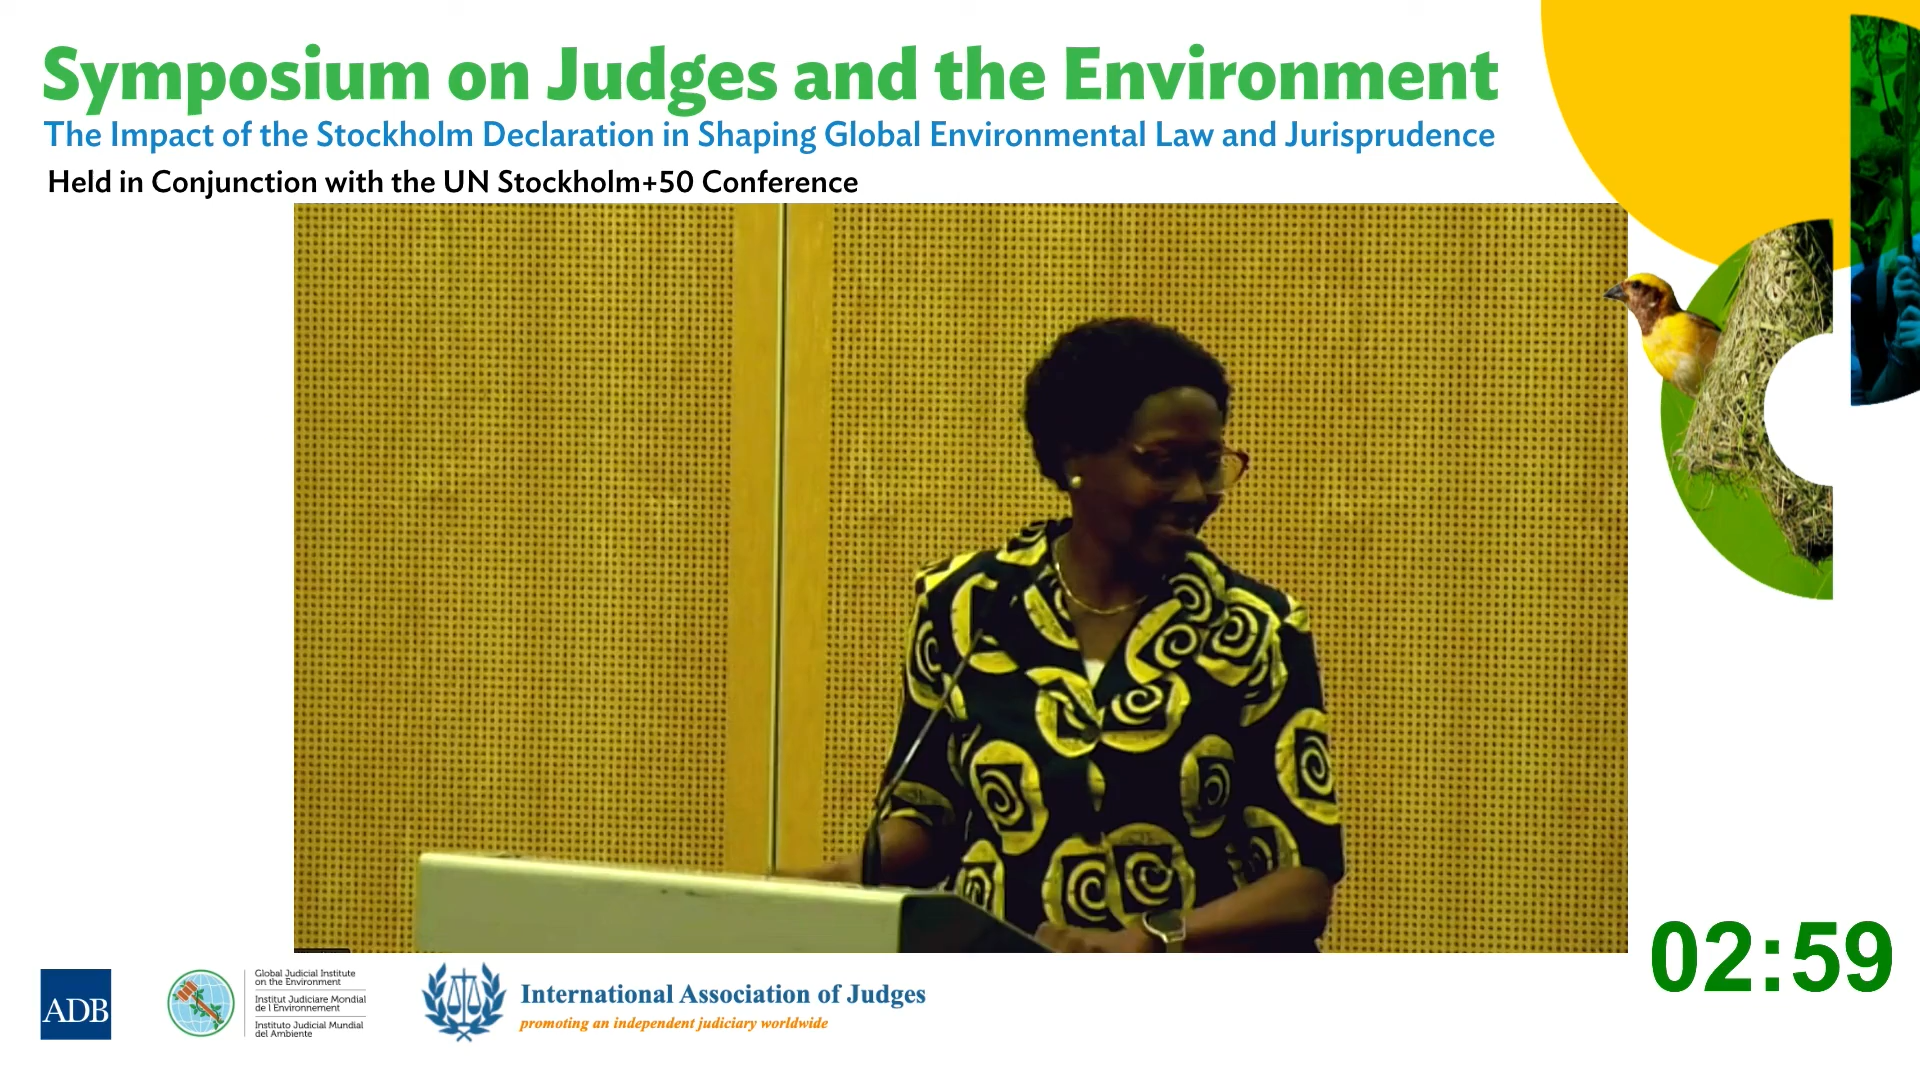 Symposium on Judges and the Environment
The Impact of the Stockholm Declaration in Shaping Global Environmental Law and Jurisprudence
Held in Conjunction with the UN Stockholm+50 Conference
02:59
ADB
Global Judicial Institute
on the Environment
Institut Judiciare Mondial
de l Environnement
Instituto Judicial Mundial
del Ambiente
International Association of Judges
promoting an independent judiciary worldwide